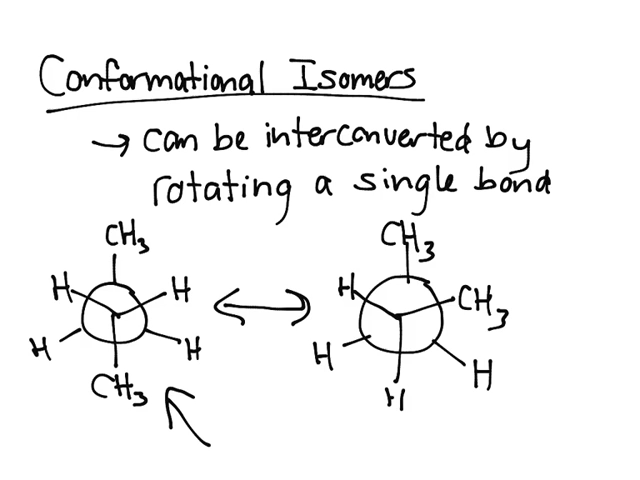 Conformational Isomers
→ can be interconverted by
rotating a single bond
CH₃ CH₃
H H H CH₃
H H H H
CH₃ H